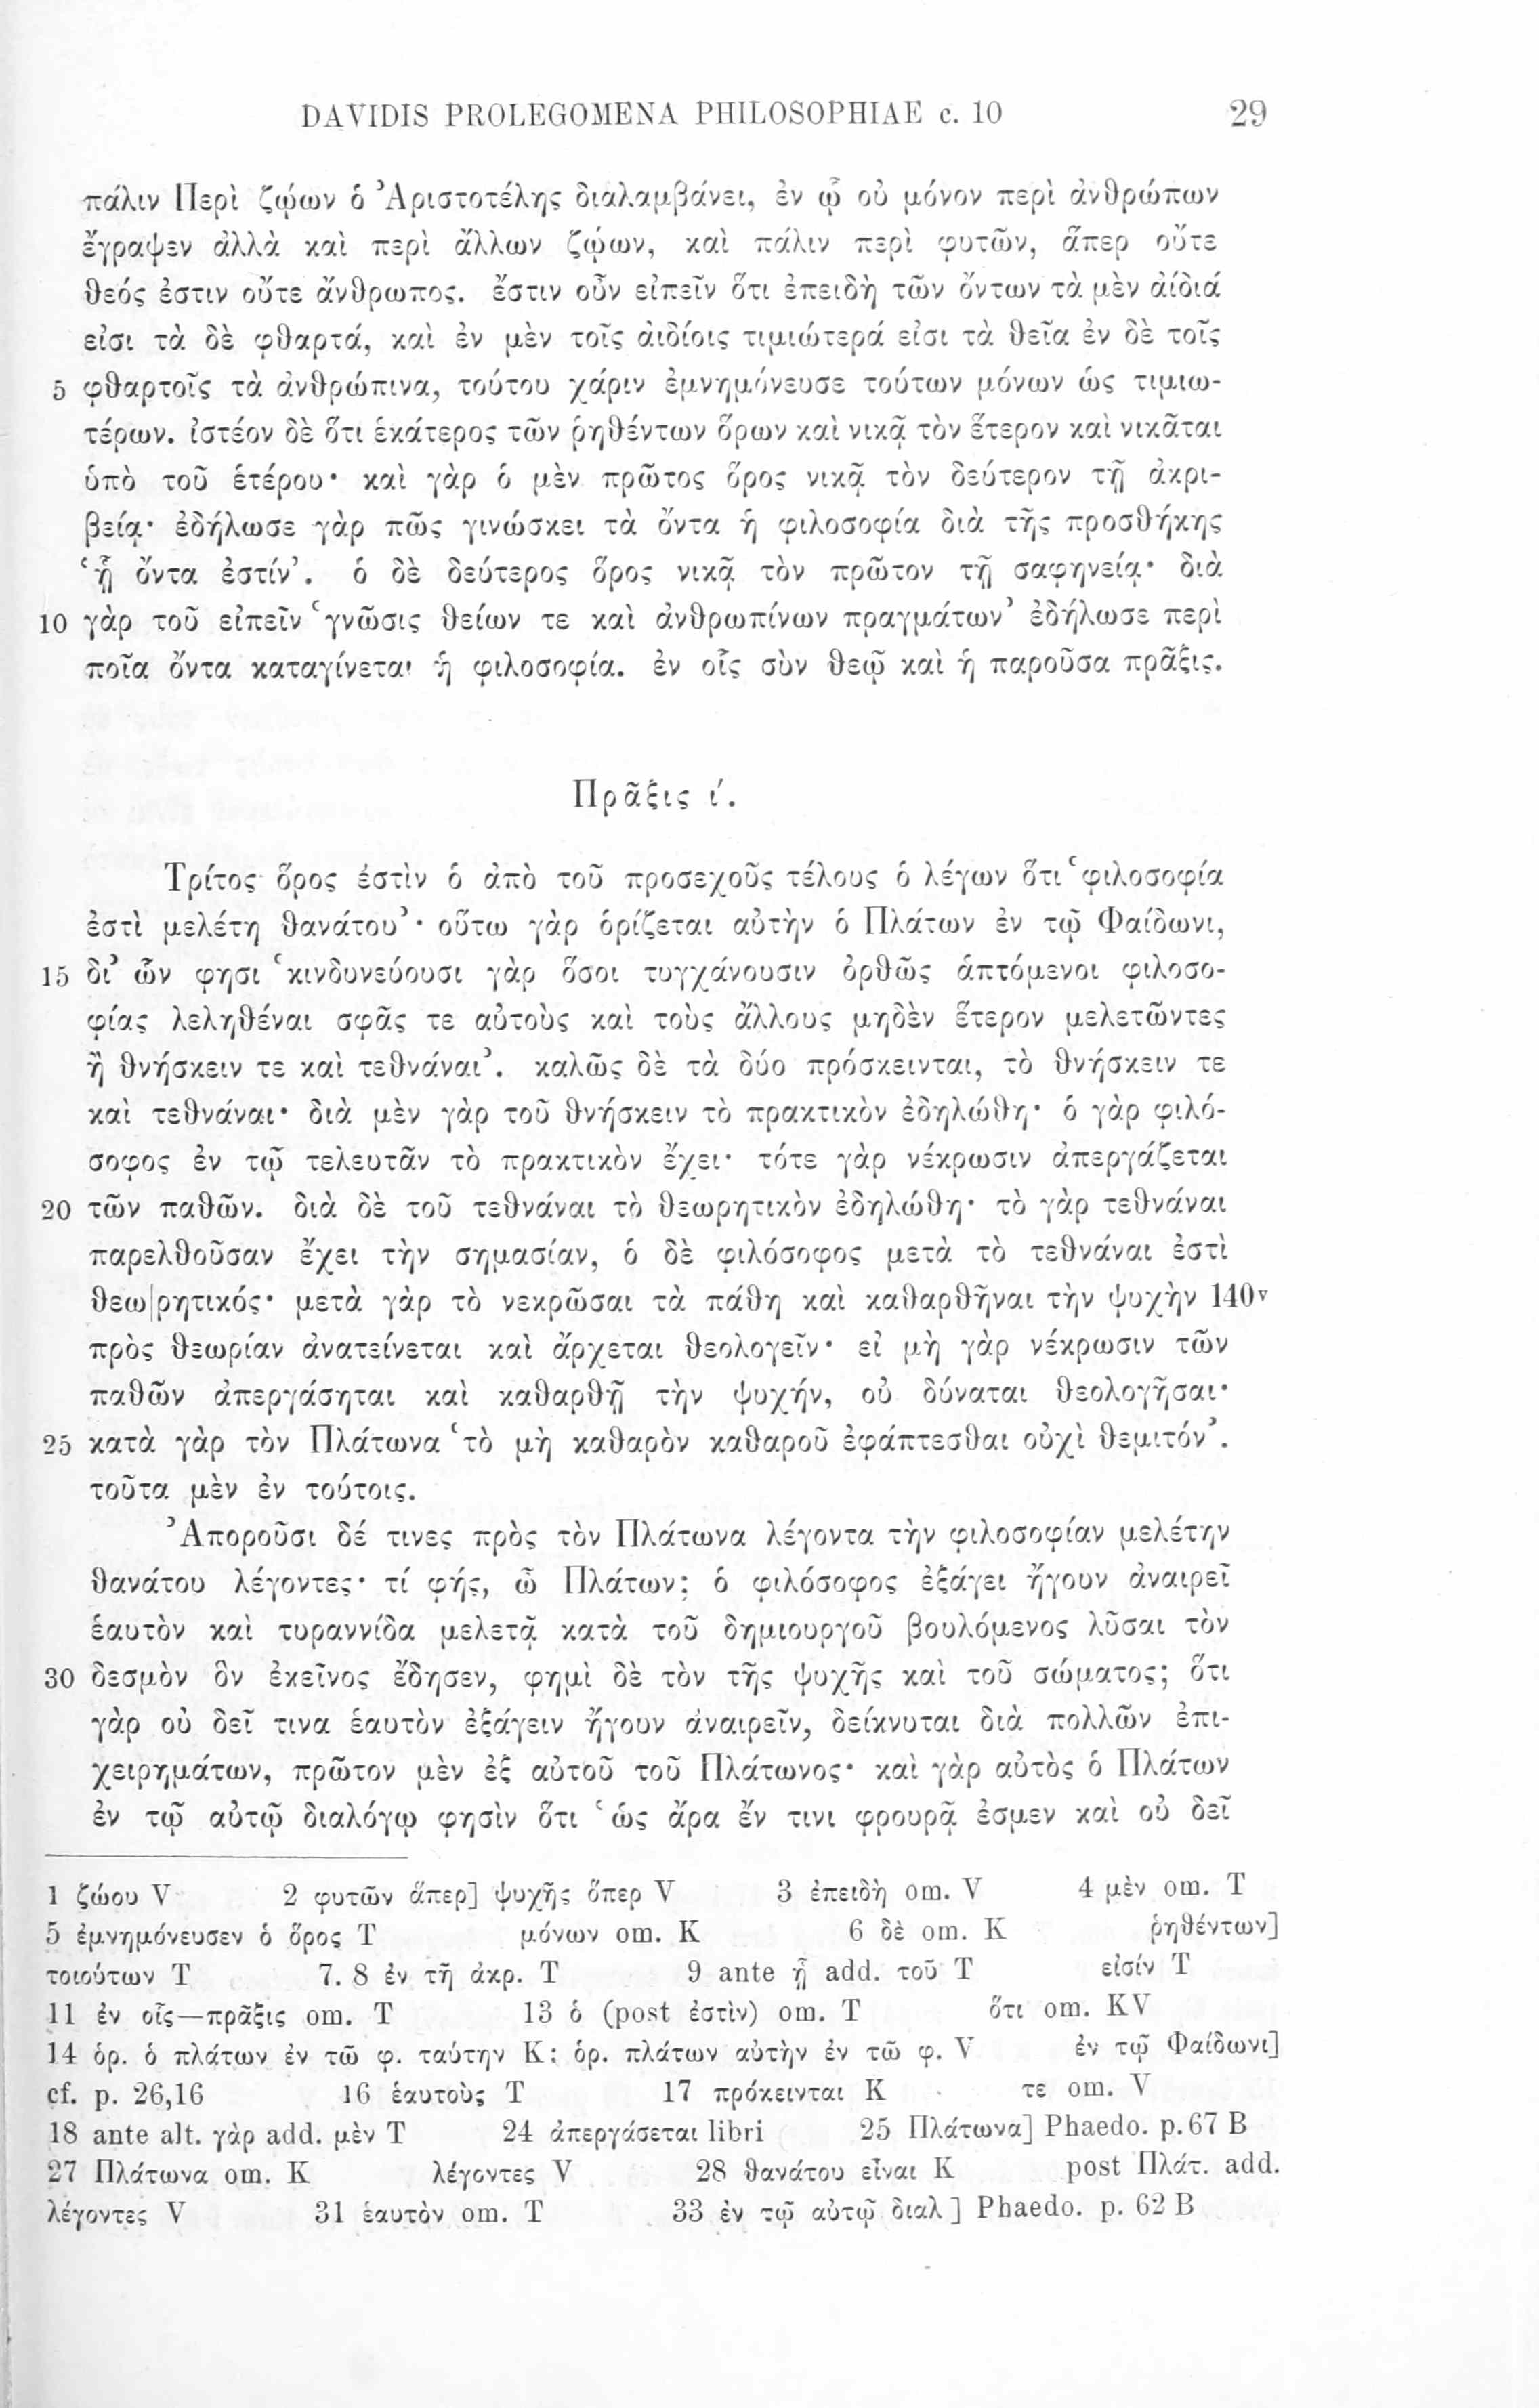 DAVIDIS PROLEGOMENA PHILOSOPHIAE c. 10 29
πάλιν Περὶ ζῴων ὁ Ἀριστοτέλης διαλαμβάνει, ἐν ᾧ οὐ μόνον περὶ ἀνθρώπων
ἔγραψεν ἀλλὰ καὶ περὶ ἄλλων ζῴων, καὶ πάλιν περὶ φυτῶν, ἅπερ οὔτε
θεός ἐστιν οὔτε ἄνθρωπος. ἔστιν οὖν εἰπεῖν ὅτι ἐπειδὴ τῶν ὄντων τὰ μὲν ἀίδιά
εἰσι τὰ δὲ φθαρτά, καὶ ἐν μὲν τοῖς ἀιδίοις τιμιώτερά εἰσι τὰ θεῖα ἐν δὲ τοῖς
5 φθαρτοῖς τὰ ἀνθρώπινα, τούτου χάριν ἐμνημόνευσε τούτων μόνων ὡς τιμιω-
τέρων. ἰστέον δὲ ὅτι ἑκάτερος τῶν ῥηθέντων ὅρων καὶ νικᾷ τὸν ἕτερον καὶ νικᾶται
ὑπὸ τοῦ ἑτέρου· καὶ γὰρ ὁ μὲν πρῶτος ὅρος νικᾷ τὸν δεύτερον τῇ ἀκρι-
βείᾳ· ἐδήλωσε γὰρ πῶς γινώσκει τὰ ὄντα ἡ φιλοσοφία διὰ τῆς προσθήκης
‘ᾗ ὄντα ἐστίν’. ὁ δὲ δεύτερος ὅρος νικᾷ τὸν πρῶτον τῇ σαφηνείᾳ· διὰ
10 γὰρ τοῦ εἰπεῖν ‘γνῶσις θείων τε καὶ ἀνθρωπίνων πραγμάτων’ ἐδήλωσε περὶ
ποῖα ὄντα καταγίνεται ἡ φιλοσοφία. ἐν οἷς σὺν θεῷ καὶ ἡ παροῦσα πρᾶξις.
Πρᾶξις ι΄.
Τρίτος ὅρος ἐστὶν ὁ ἀπὸ τοῦ προσεχοῦς τέλους ὁ λέγων ὅτι ‘φιλοσοφία
ἐστὶ μελέτη θανάτου’· οὕτω γὰρ ὁρίζεται αὐτὴν ὁ Πλάτων ἐν τῷ Φαίδωνι,
15 δι’ ὧν φησι ‘κινδυνεύουσι γὰρ ὅσοι τυγχάνουσιν ὀρθῶς ἁπτόμενοι φιλοσο-
φίας λεληθέναι σφᾶς τε αὐτοὺς καὶ τοὺς ἄλλους μηδὲν ἕτερον μελετῶντες
ἢ θνήσκειν τε καὶ τεθνάναι’. καλῶς δὲ τὰ δύο πρόσκεινται, τὸ θνήσκειν τε
καὶ τεθνάναι· διὰ μὲν γὰρ τοῦ θνήσκειν τὸ πρακτικὸν ἐδηλώθη· ὁ γὰρ φιλό-
σοφος ἐν τῷ τελευτᾶν τὸ πρακτικὸν ἔχει· τότε γὰρ νέκρωσιν ἀπεργάζεται
20 τῶν παθῶν. διὰ δὲ τοῦ τεθνάναι τὸ θεωρητικὸν ἐδηλώθη· τὸ γὰρ τεθνάναι
παρελθοῦσαν ἔχει τὴν σημασίαν, ὁ δὲ φιλόσοφος μετὰ τὸ τεθνάναι ἐστὶ
θεω|ρητικός· μετὰ γὰρ τὸ νεκρῶσαι τὰ πάθη καὶ καθαρθῆναι τὴν ψυχὴν 140v
πρὸς θεωρίαν ἀνατείνεται καὶ ἄρχεται θεολογεῖν· εἰ μὴ γὰρ νέκρωσιν τῶν
παθῶν ἀπεργάσηται καὶ καθαρθῇ τὴν ψυχήν, οὐ δύναται θεολογῆσαι·
25 κατὰ γὰρ τὸν Πλάτωνα ‘τὸ μὴ καθαρὸν καθαροῦ ἐφάπτεσθαι οὐχὶ θεμιτόν’.
τοῦτα μὲν ἐν τούτοις.
Ἀποροῦσι δέ τινες πρὸς τὸν Πλάτωνα λέγοντα τὴν φιλοσοφίαν μελέτην
θανάτου λέγοντες· τί φής, ὦ Πλάτων; ὁ φιλόσοφος ἐξάγει ἤγουν ἀναιρεῖ
ἑαυτὸν καὶ τυραννίδα μελετᾷ κατὰ τοῦ δημιουργοῦ βουλόμενος λῦσαι τὸν
30 δεσμὸν ὃν ἐκεῖνος ἔδησεν, φημὶ δὲ τὸν τῆς ψυχῆς καὶ τοῦ σώματος; ὅτι
γὰρ οὐ δεῖ τινα ἑαυτὸν ἐξάγειν ἤγουν ἀναιρεῖν, δείκνυται διὰ πολλῶν ἐπι-
χειρημάτων, πρῶτον μὲν ἐξ αὐτοῦ τοῦ Πλάτωνος· καὶ γὰρ αὐτὸς ὁ Πλάτων
ἐν τῷ αὐτῷ διαλόγῳ φησὶν ὅτι ‘ὡς ἄρα ἔν τινι φρουρᾷ ἐσμεν καὶ οὐ δεῖ
1 ζώου V 2 φυτῶν ἅπερ] ψυχῆς ὅπερ V 3 ἐπειδὴ om. V 4 μὲν om. T
5 ἐμνημόνευσεν ὁ ὅρος T μόνων om. K 6 δὲ om. K ῥηθέντων]
τοιούτων T 7. 8 ἐν τῇ ἀκρ. T 9 ante ᾗ add. τοῦ T εἰσίν T
11 ἐν οἷς—πρᾶξις om. T 13 ὁ (post ἐστὶν) om. T ὅτι om. KV
14 ὁρ. ὁ πλάτων ἐν τῶ φ. ταύτην K: ὁρ. πλάτων αὐτὴν ἐν τῶ φ. V ἐν τῷ Φαίδωνι]
cf. p. 26,16 16 ἑαυτοὺς T 17 πρόκεινται K τε om. V
18 ante alt. γὰρ add. μὲν T 24 ἀπεργάσεται libri 25 Πλάτωνα] Phaedo. p. 67 B
27 Πλάτωνα om. K λέγοντες V 28 θανάτου εἶναι K post Πλάτ. add.
λέγοντες V 31 ἑαυτὸν om. T 33 ἐν τῷ αὐτῷ διαλ] Phaedo. p. 62 B